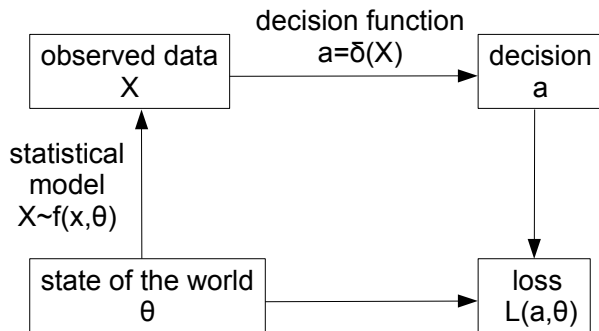 decision function
a=δ(X)
observed data
X
decision
a
statistical
model
X~f(x,θ)
state of the world
θ
loss
L(a,θ)